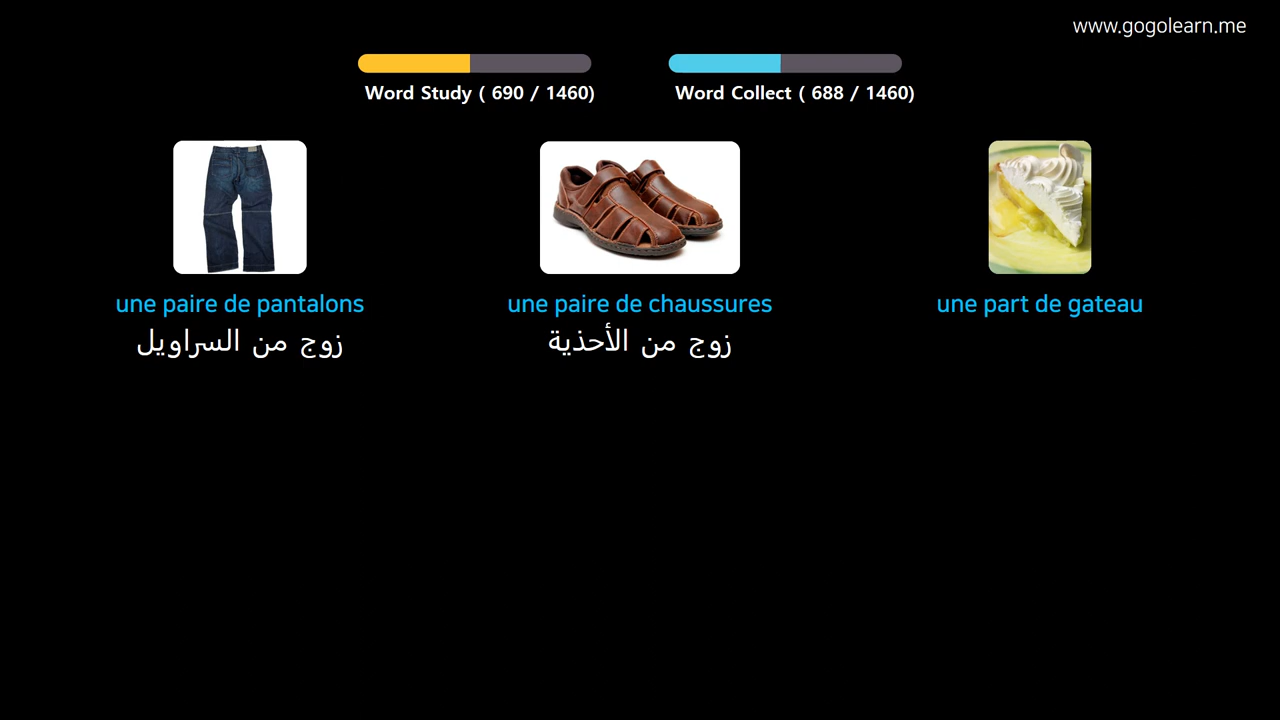 www.gogolearn.me
Word Study ( 690 / 1460)
Word Collect ( 688 / 1460)
une paire de pantalons
زوج من السراويل
une paire de chaussures
زوج من الأحذية
une part de gateau